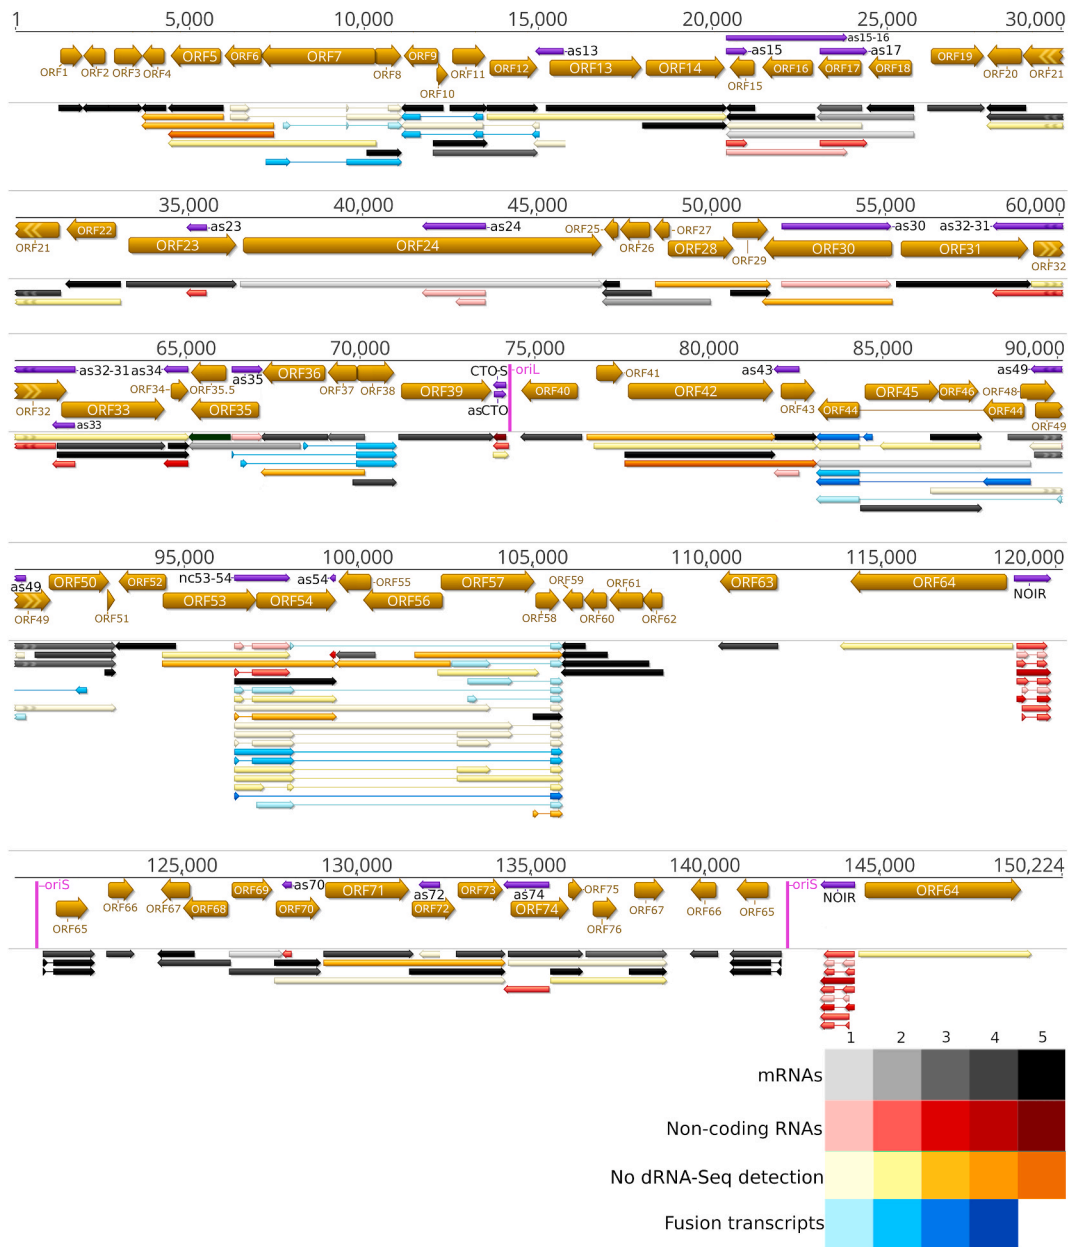 1 5,000 10,000 15,000 20,000 25,000 30,000
as15-16
ORF5 ORF6 ORF7 ORF9 as13 as15 as17 ORF19
ORF1 ORF2 ORF3 ORF4 ORF8 ORF11 ORF12 ORF13 ORF14 ORF16 ORF17 ORF18 ORF20 ORF21
ORF10 ORF15
35,000 40,000 45,000 50,000 55,000 60,000
ORF22 as23 as24 ORF25 ORF27 as30 as32-31
ORF21 ORF23 ORF24 ORF26 ORF28 ORF30 ORF31
ORF29 ORF32
65,000 70,000 75,000 80,000 85,000 90,000
as32-31 as34 ORF36 CTO-S oriL ORF41 as43 as49
ORF34 ORF35.5 as35 ORF37 ORF38 ORF39 ORF40 ORF42 ORF45 ORF46 ORF48
ORF32 ORF33 ORF35 asCTO ORF43 ORF44 ORF44
as33 ORF49
95,000 100,000 105,000 110,000 115,000 120,000
as49 ORF50 ORF52 nc53-54 as54 ORF55 ORF57 ORF59 ORF61 ORF63 ORF64
ORF53 ORF54 ORF56 NOIR
ORF49 ORF51 ORF58 ORF60 ORF62
125,000 130,000 135,000 140,000 145,000 150,224
oriS ORF69 as70 ORF71 as72 ORF73 as74 ORF75 oriS ORF64
ORF66 ORF67 ORF68 ORF70 ORF72 ORF74 ORF67 ORF66 NOIR
ORF65 ORF76 ORF65
1 2 3 4 5
mRNAs
Non-coding RNAs
No dRNA-Seq detection
Fusion transcripts